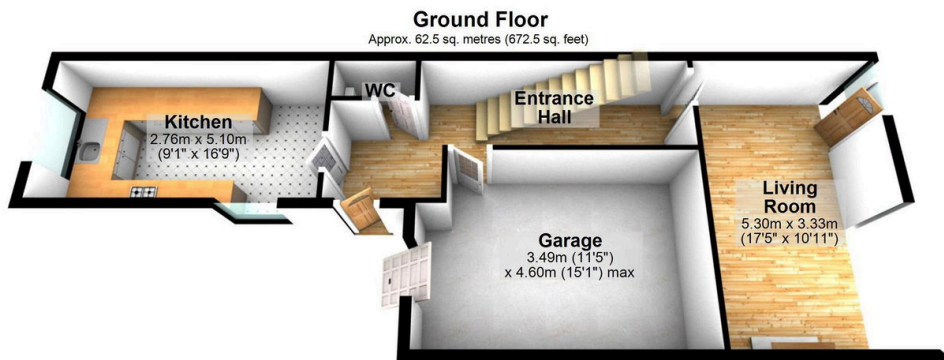 Ground Floor
Approx. 62.5 sq. metres (672.5 sq. feet)
WC
Entrance
Hall
Kitchen
2.76m x 5.10m
(9'1" x 16'9")
Living
Room
5.30m x 3.33m
(17'5" x 10'11")
Garage
3.49m (11'5")
x 4.60m (15'1") max